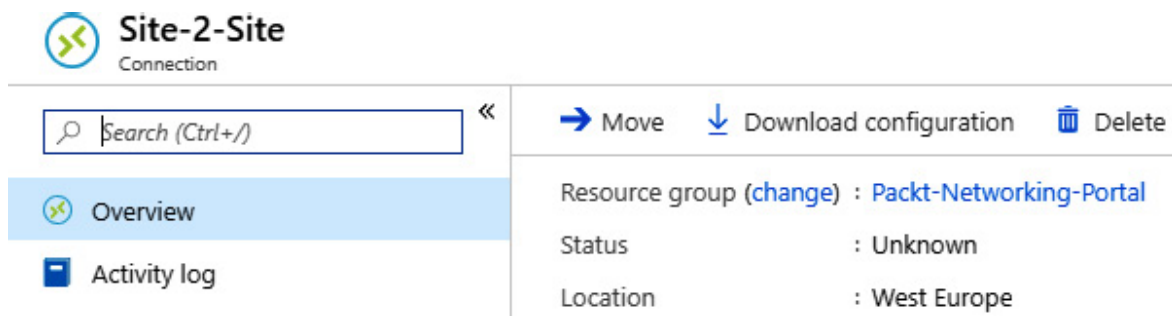 Site-2-Site
Connection
Search (Ctrl+/)
«
Move Download configuration Delete
Overview
Activity log
Resource group (change) : Packt-Networking-Portal
Status : Unknown
Location : West Europe